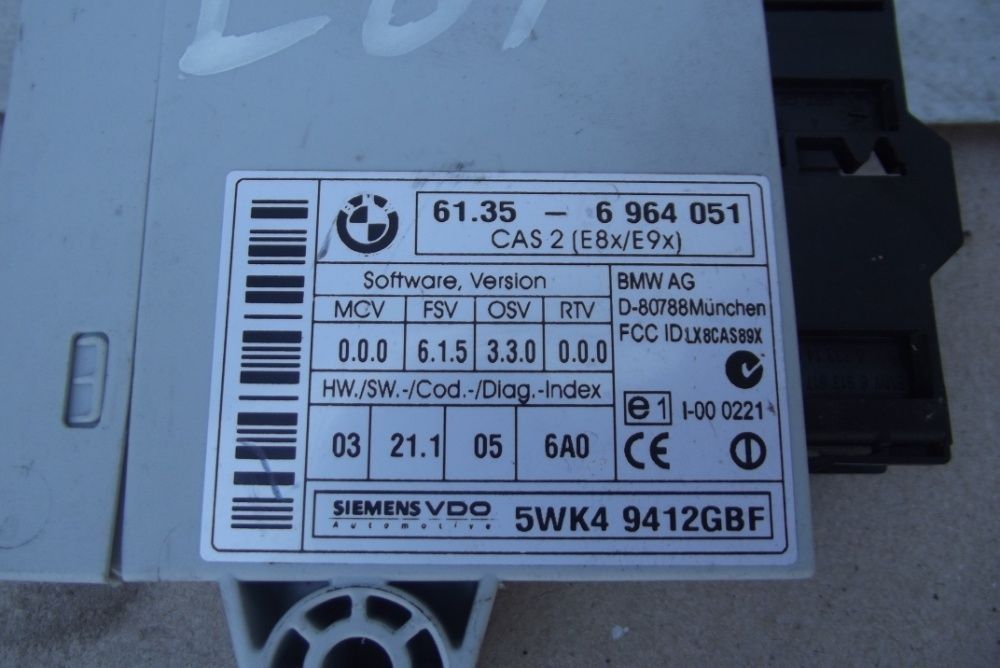 61.35 – 6 964 051
CAS 2 (E8x/E9x)
Software, Version
MCV FSV OSV RTV
0.0.0 6.1.5 3.3.0 0.0.0
HW./SW.-/Cod.-/Diag.-Index
03 21.1 05 6A0
BMW AG
D-80788München
FCC ID:LX8CAS89X
e1 I-00 0221
CE
SIEMENS VDO
Automotive
5WK4 9412GBF